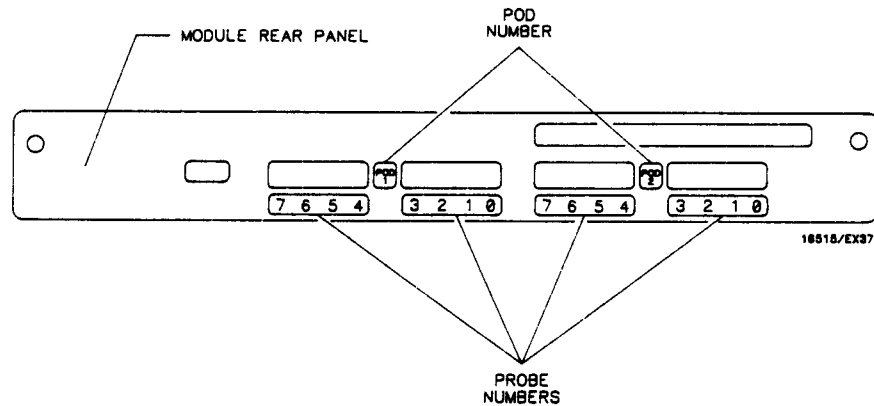 POD
NUMBER
MODULE REAR PANEL
POD
1
POD
2
7 6 5 4
3 2 1 0
7 6 5 4
3 2 1 0
16515/EX37
PROBE
NUMBERS